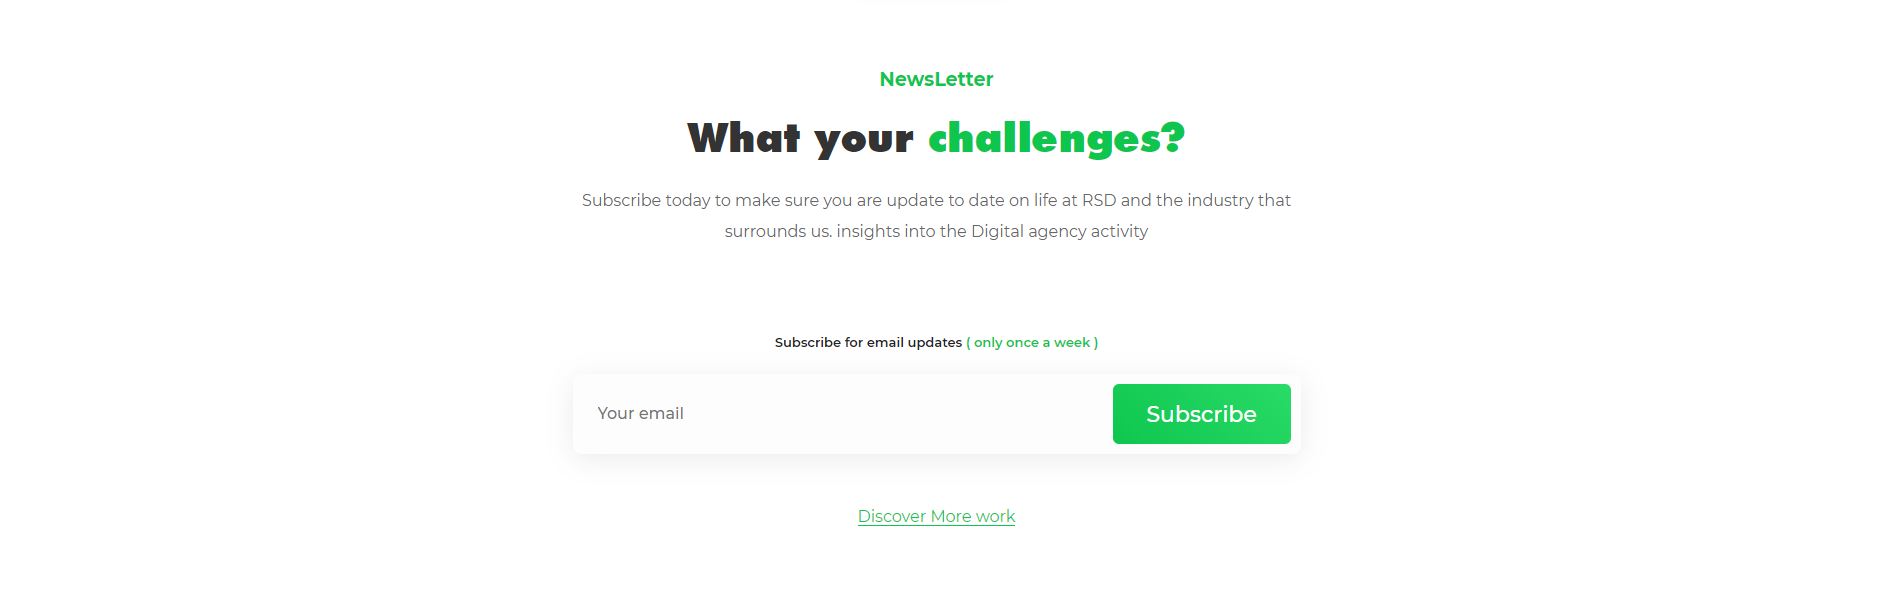 NewsLetter
What your challenges?
Subscribe today to make sure you are update to date on life at RSD and the industry that
surrounds us. insights into the Digital agency activity
Subscribe for email updates ( only once a week )
Your email
Subscribe
Discover More work